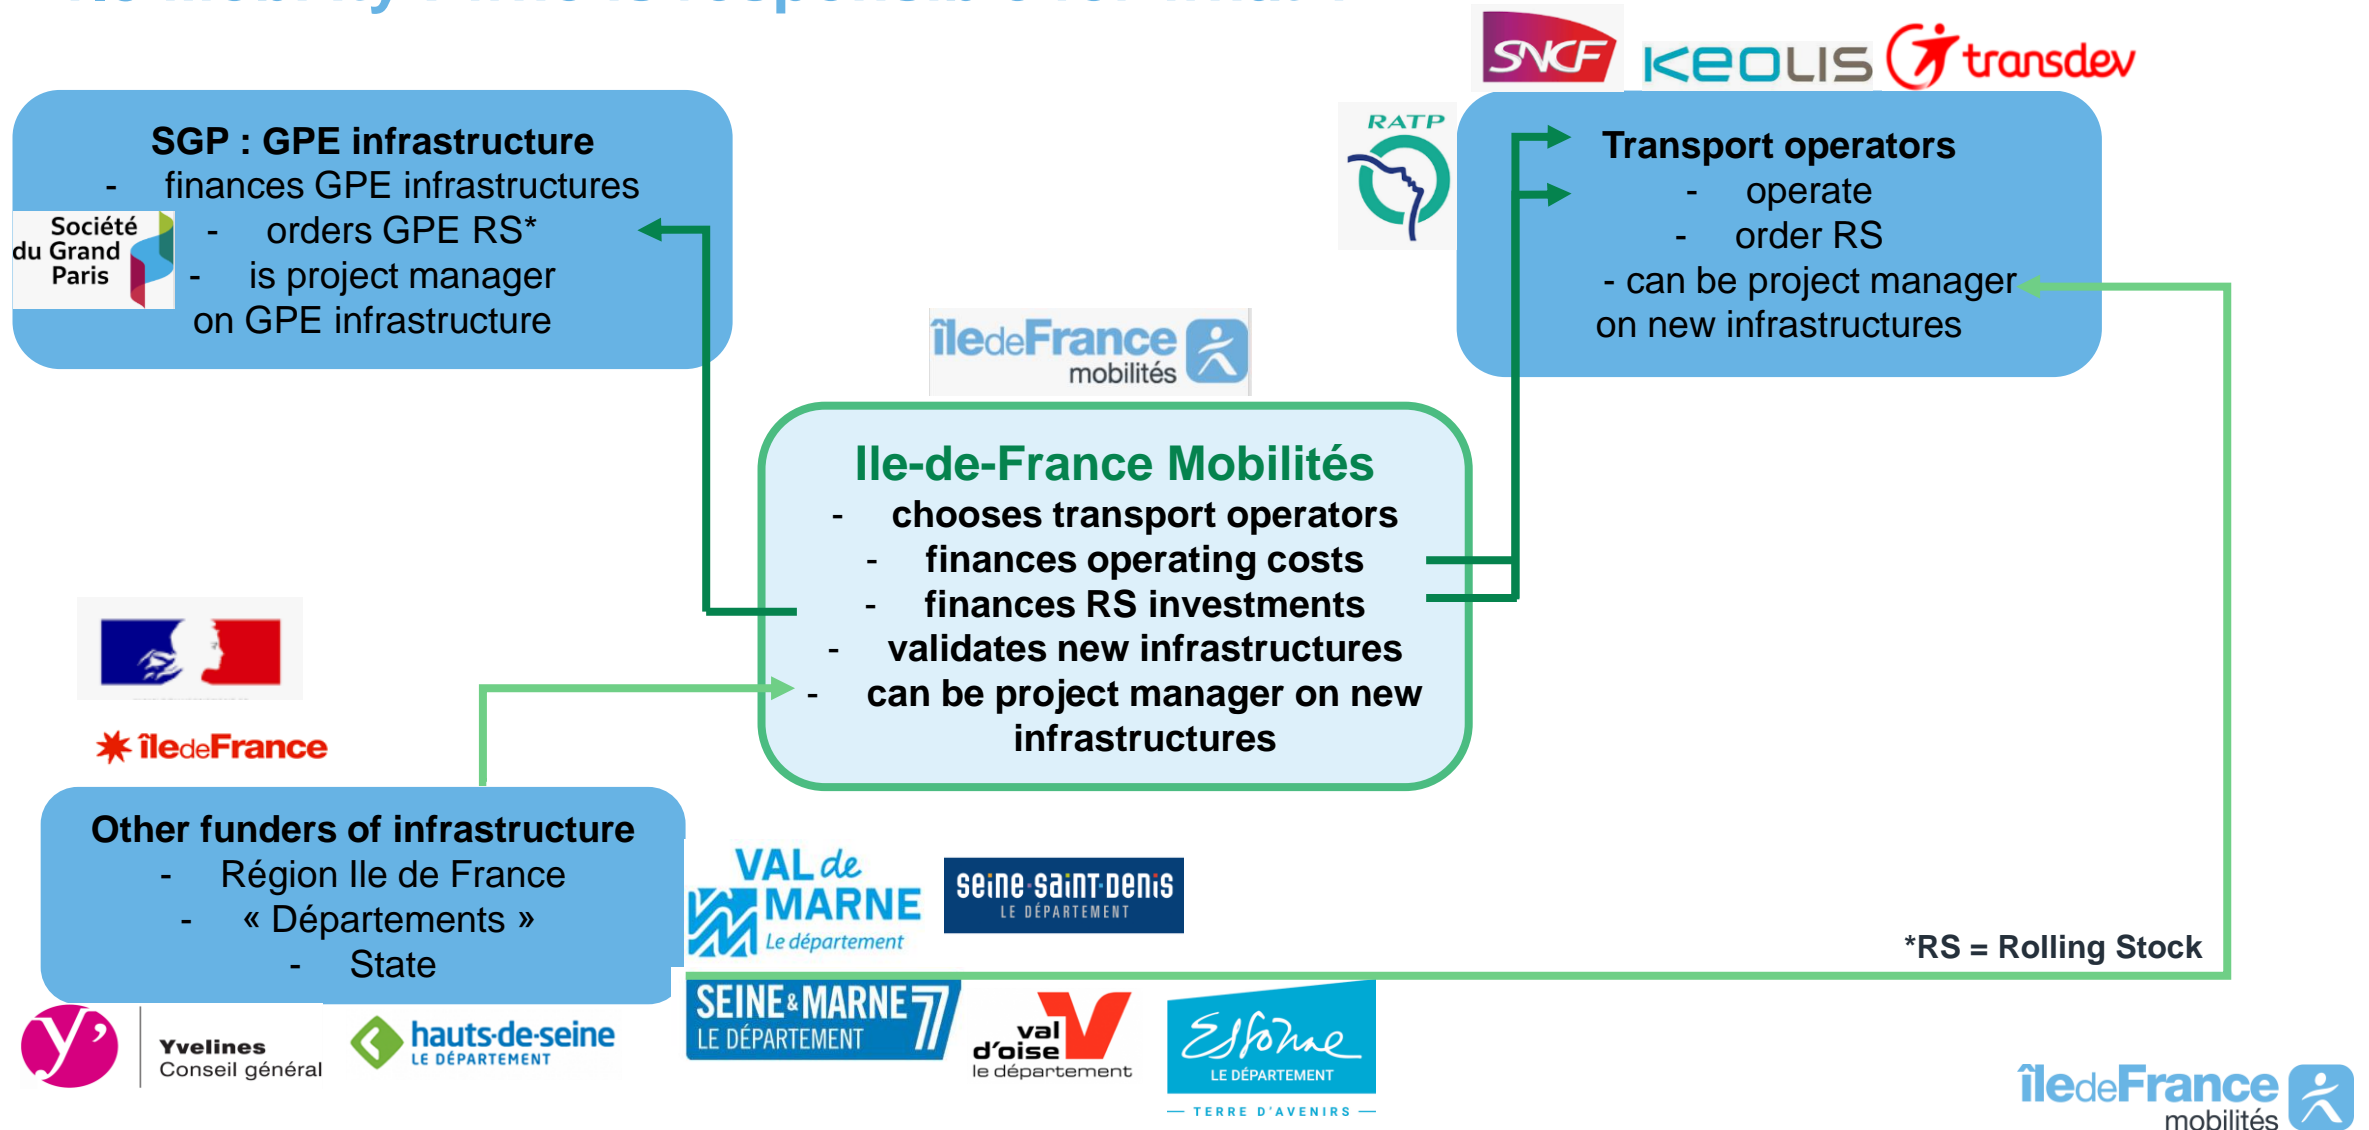 SNCF
KEOLIS
transdev
RATP
SGP : GPE infrastructure
- finances GPE infrastructures
- orders GPE RS*
- is project manager
on GPE infrastructure
Société
du Grand
Paris
Transport operators
- operate
- order RS
- can be project manager
on new infrastructures
îledeFrance
mobilités
Ile-de-France Mobilités
- chooses transport operators
- finances operating costs
- finances RS investments
- validates new infrastructures
- can be project manager on new
infrastructures
îledeFrance
Other funders of infrastructure
- Région Ile de France
- « Départements »
- State
VAL de
MARNE
Le département
seine-saint-denis
LE DÉPARTEMENT
*RS = Rolling Stock
Y'
Yvelines
Conseil général
hauts-de-seine
LE DÉPARTEMENT
SEINE&MARNE 77
LE DÉPARTEMENT
val
d'oise
le département
Essonne
LE DÉPARTEMENT
— TERRE D'AVENIRS —
îledeFrance
mobilités